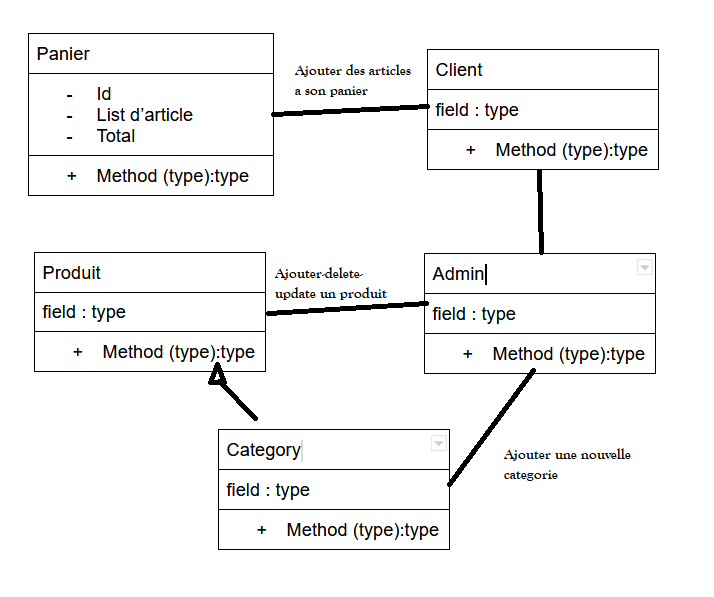 Panier
- Id
- List d'article
- Total
+ Method (type):type
Ajouter des articles
a son panier
Client
field : type
+ Method (type):type
Produit
field : type
+ Method (type):type
Ajouter-delete-
update un produit
Admin
field : type
+ Method (type):type
Category
field : type
+ Method (type):type
Ajouter une nouvelle
categorie